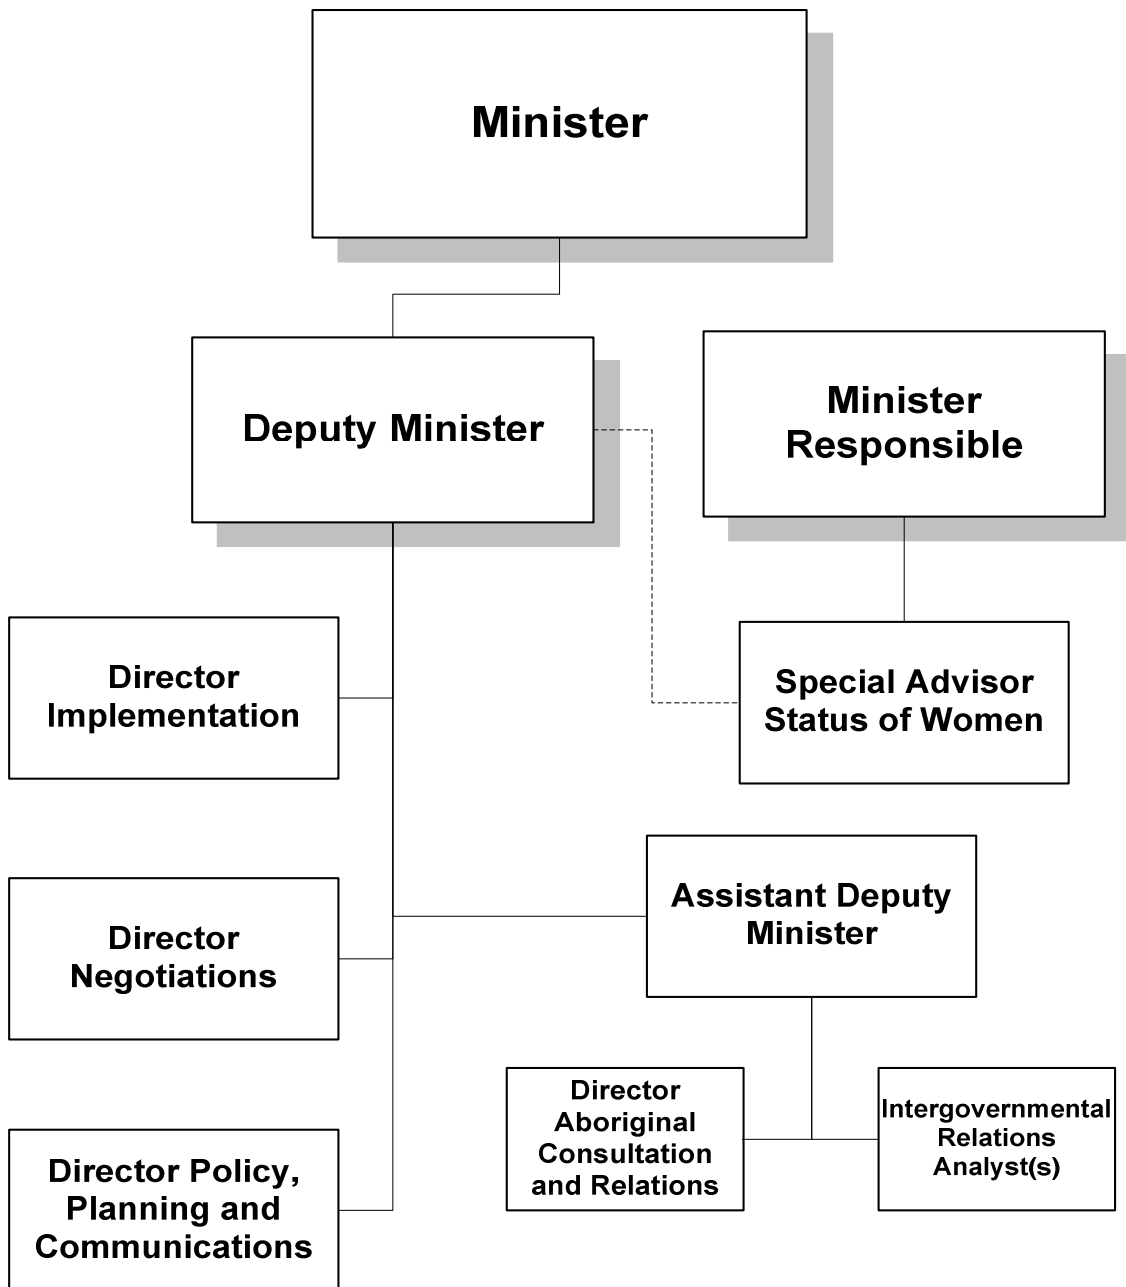 Minister
Deputy Minister
Minister
Responsible
Director
Implementation
Special Advisor
Status of Women
Director
Negotiations
Assistant Deputy
Minister
Director
Aboriginal
Consultation
and Relations
Intergovernmental
Relations
Analyst(s)
Director Policy,
Planning and
Communications